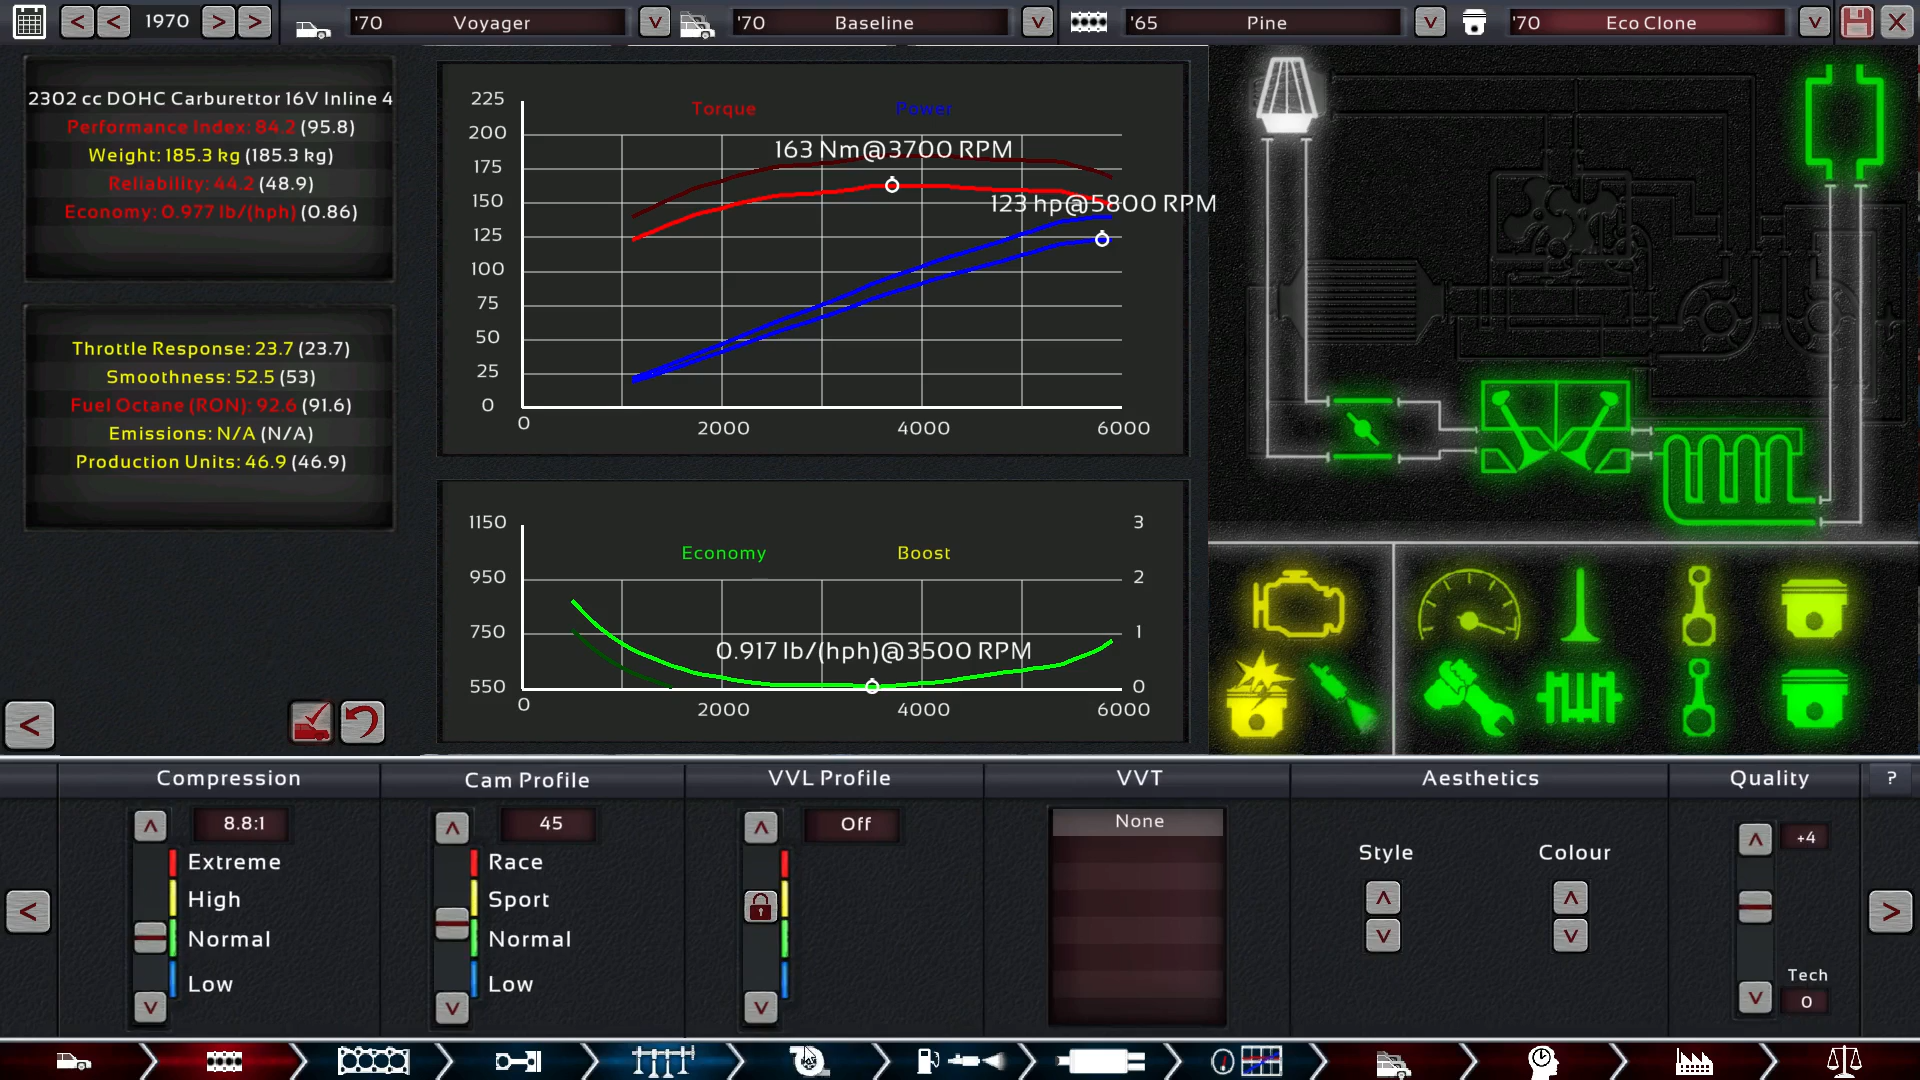 1970 '70 Voyager '70 Baseline '65 Pine '70 Eco Clone
2302 cc DOHC Carburettor 16V Inline 4
Performance Index: 84.2 (95.8)
Weight: 185.3 kg (185.3 kg)
Reliability: 44.2 (48.9)
Economy: 0.977 lb/(hph) (0.86)
Throttle Response: 23.7 (23.7)
Smoothness: 52.5 (53)
Fuel Octane (RON): 92.6 (91.6)
Emissions: N/A (N/A)
Production Units: 46.9 (46.9)
225
200
175
150
125
100
75
50
25
0
Torque Power
163 Nm@3700 RPM
123 hp@5800 RPM
0 2000 4000 6000
1150
950
750
550
3
2
1
0
Economy Boost
0.917 lb/(hph)@3500 RPM
0 2000 4000 6000
Compression
8.8:1
Extreme
High
Normal
Low
Cam Profile
45
Race
Sport
Normal
Low
VVL Profile
Off
VVT
None
Aesthetics
Style Colour
Quality ?
+4
Tech
0